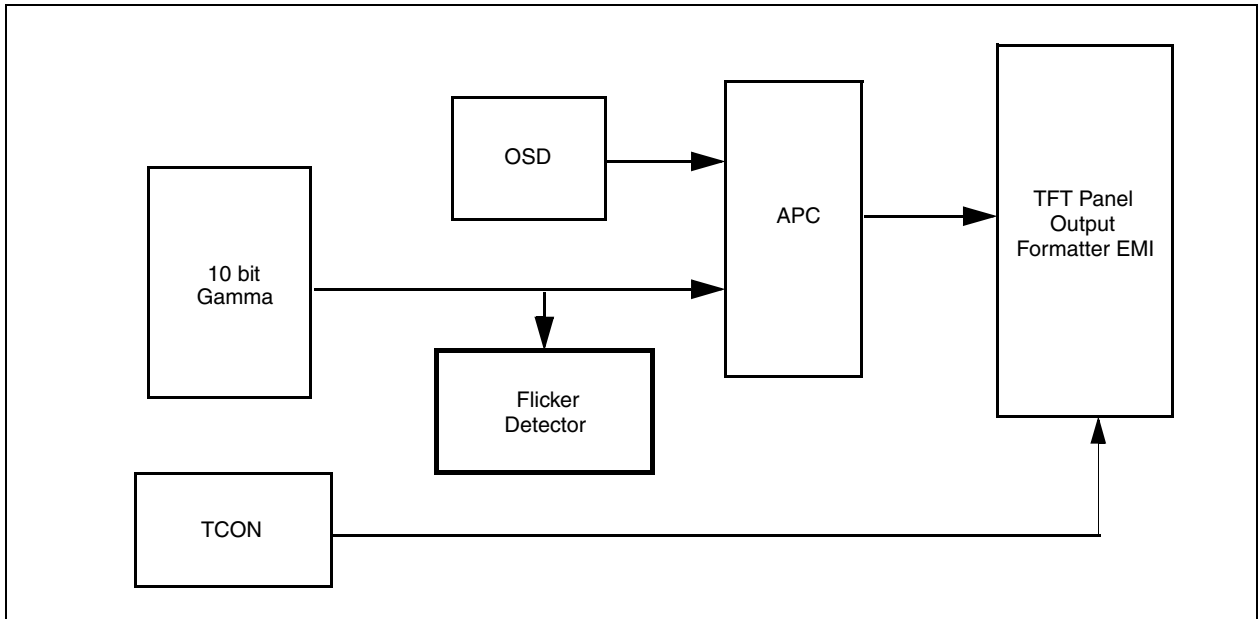 OSD
APC
TFT Panel
Output
Formatter EMI
10 bit
Gamma
Flicker
Detector
TCON